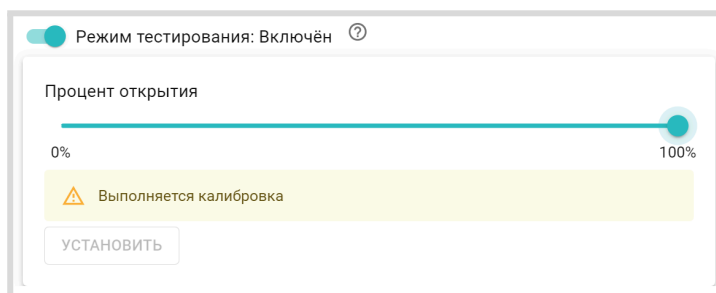 Режим тестирования: Включён ?
Процент открытия
0% 100%
Выполняется калибровка
УСТАНОВИТЬ